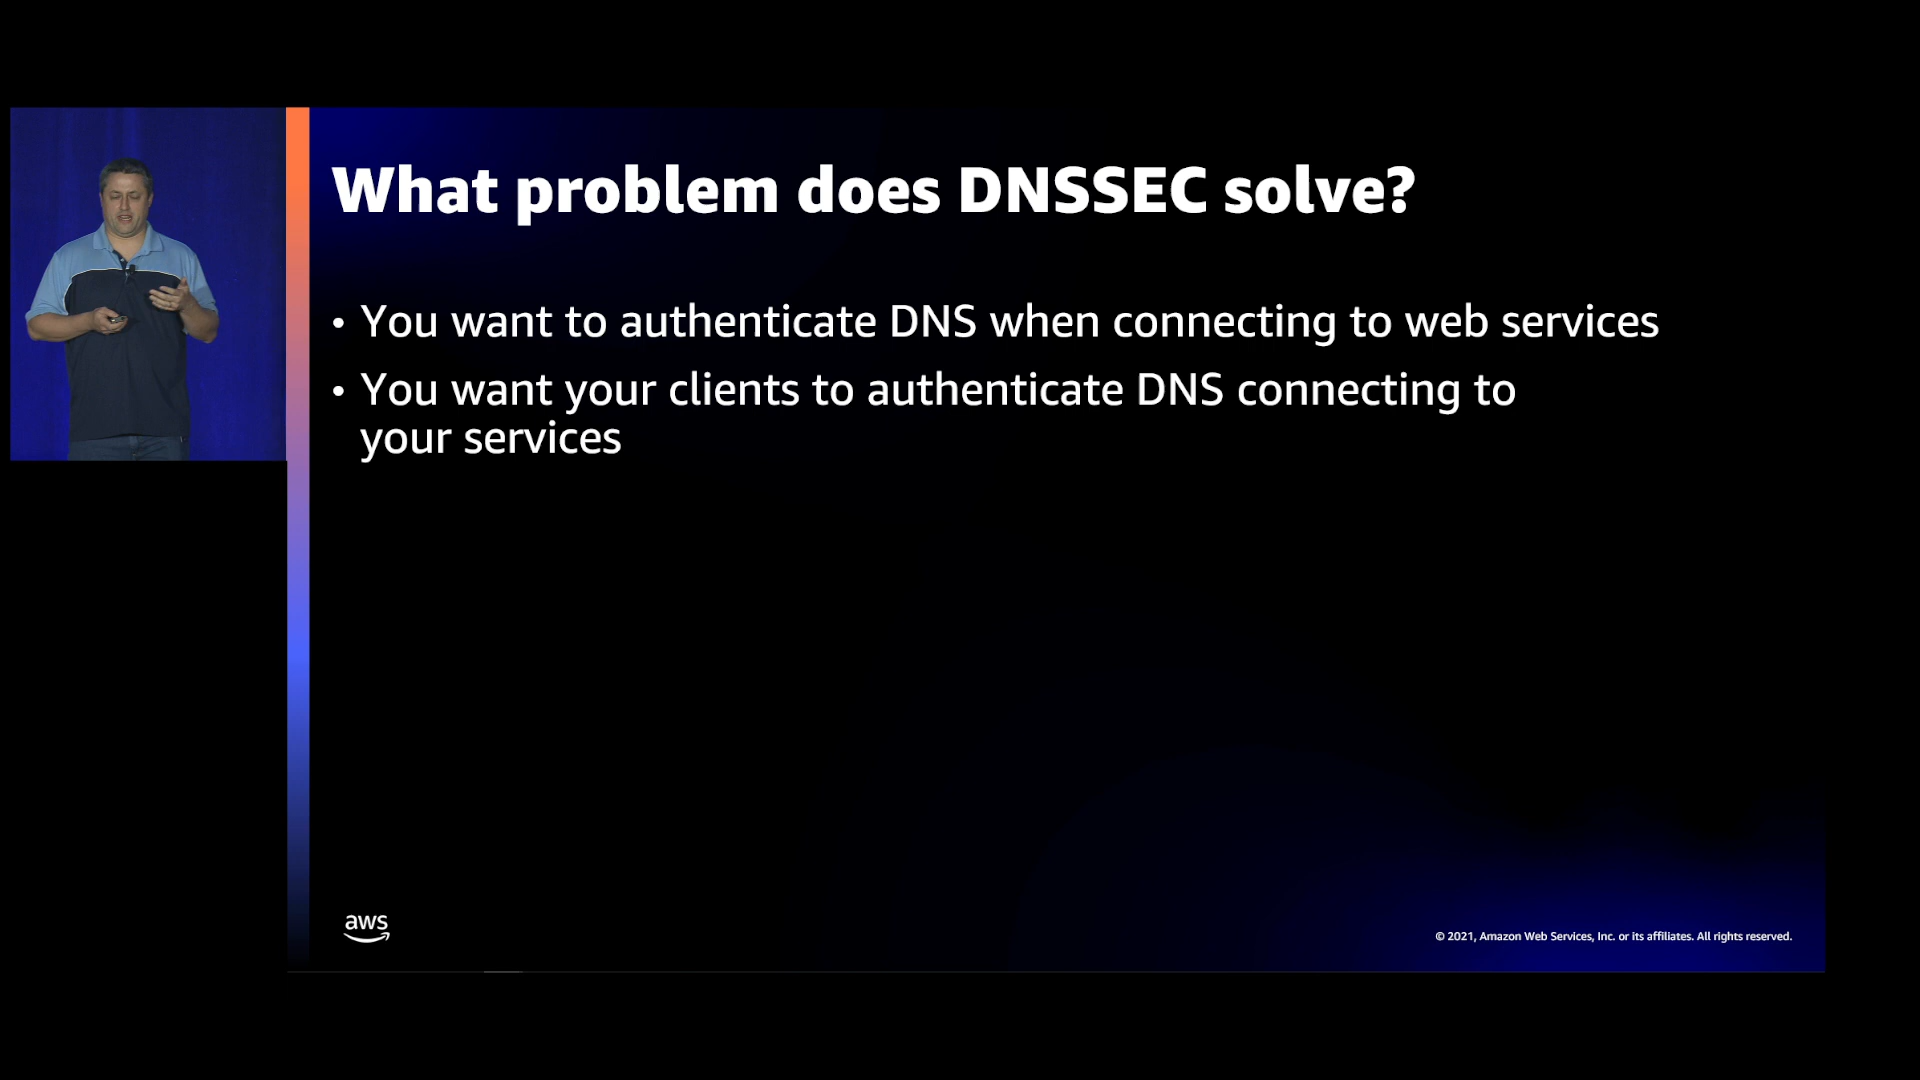 What problem does DNSSEC solve?
• You want to authenticate DNS when connecting to web services
• You want your clients to authenticate DNS connecting to
your services
aws
© 2021, Amazon Web Services, Inc. or its affiliates. All rights reserved.